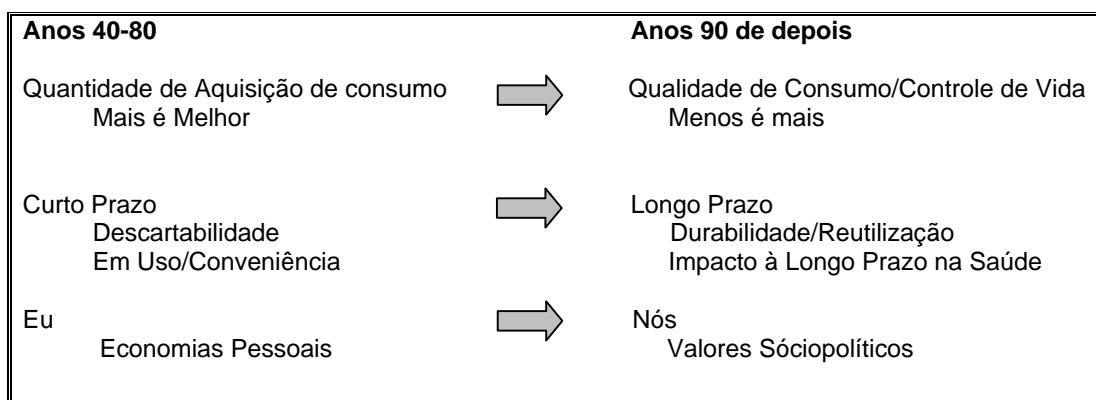 Anos 40-80 Anos 90 de depois
Quantidade de Aquisição de consumo Qualidade de Consumo/Controle de Vida
Mais é Melhor Menos é mais
Curto Prazo Longo Prazo
Descartabilidade Durabilidade/Reutilização
Em Uso/Conveniência Impacto à Longo Prazo na Saúde
Eu Nós
Economias Pessoais Valores Sóciopolíticos